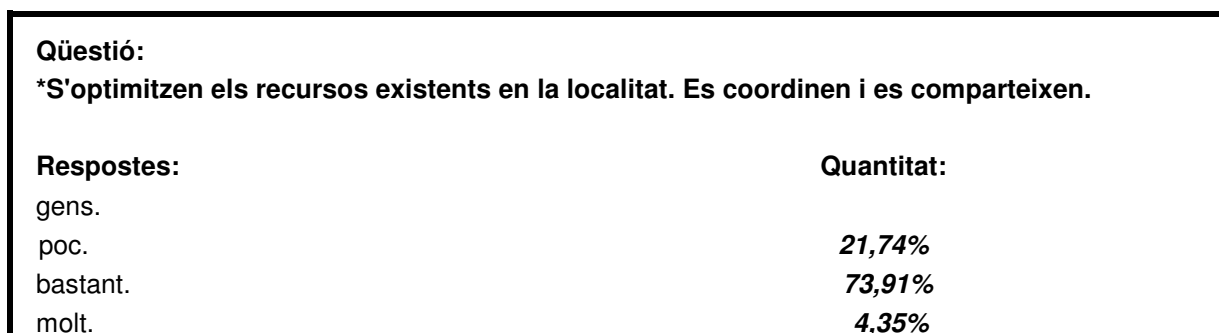 Qüestió:
*S'optimitzen els recursos existents en la localitat. Es coordinen i es comparteixen.
Respostes: Quantitat:
gens.
poc. 21,74%
bastant. 73,91%
molt. 4,35%